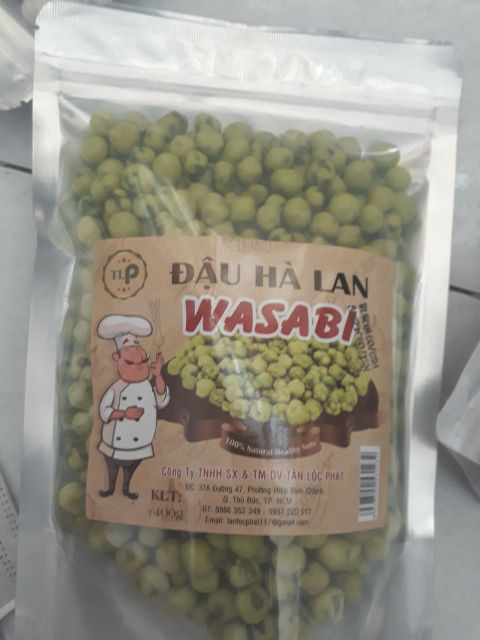 TLP
ĐẬU HÀ LAN
WASABI
100% Natural Healthy
Công Ty TNHH SX & TM DV TẤN LỘC PHÁT
ĐC: 37A Đường 47, Phường Hiệp Bình Chánh,
Q. Thủ Đức, TP. HCM
KLT:
400g
ĐT: 0986 352 349 - 0937 220 117
Email: tanlocphat117@gmail.com